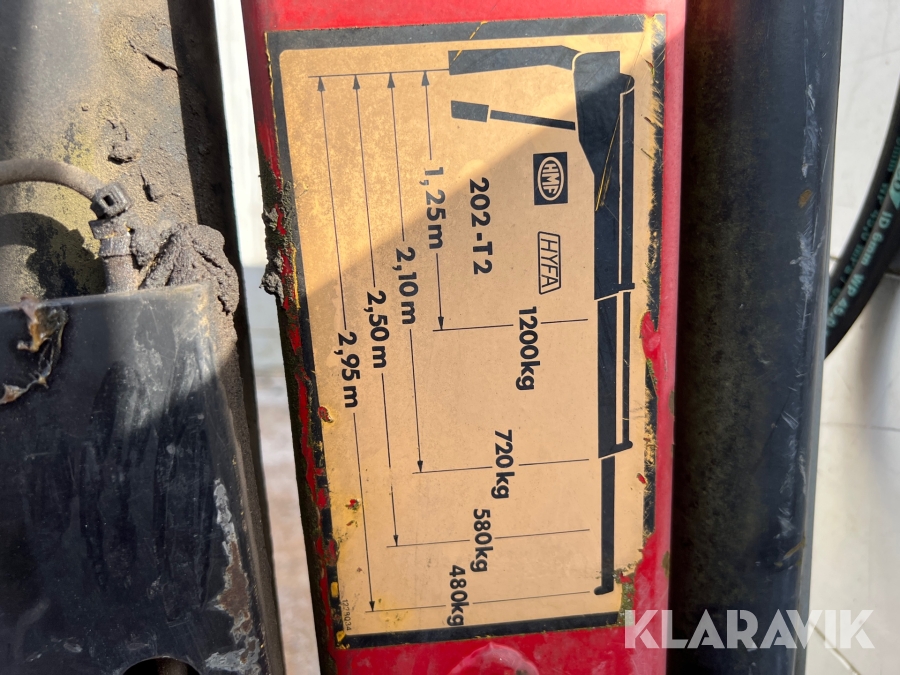 HMF
HYFA
202-T2
1,25 m
2,10 m
2,50 m
2,95 m
1200kg
720kg
580kg
480kg
KLARAVIK